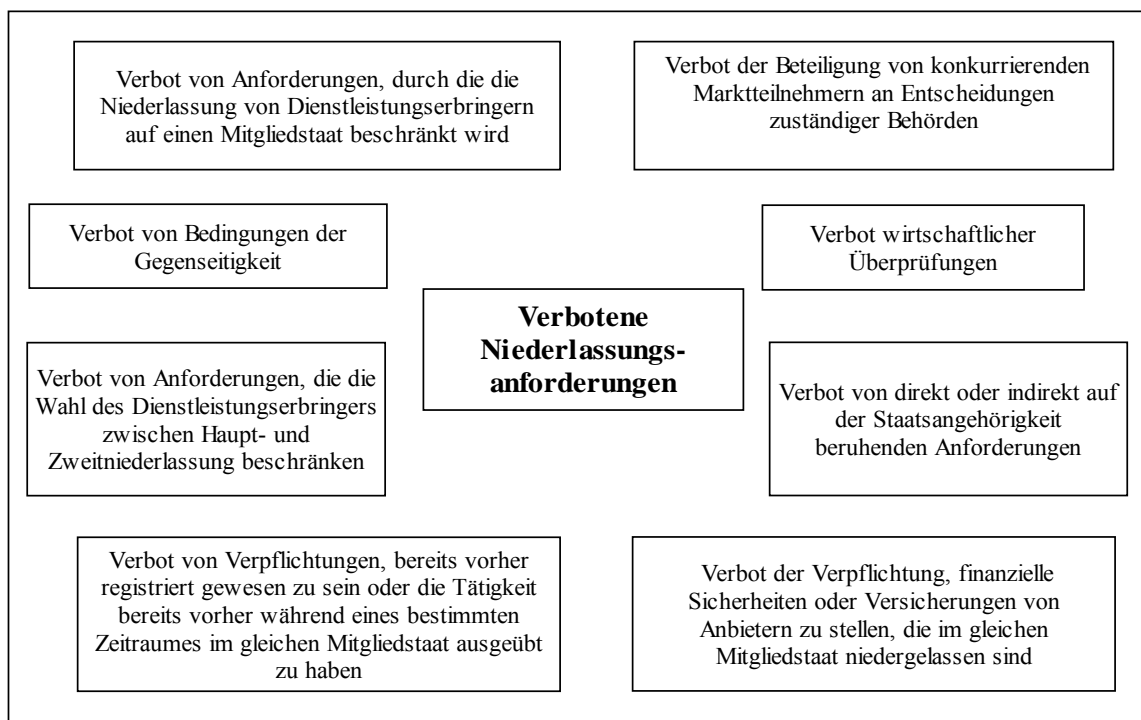 Verbot von Anforderungen, durch die die
Niederlassung von Dienstleistungserbringern
auf einen Mitgliedstaat beschränkt wird
Verbot der Beteiligung von konkurrierenden
Marktteilnehmern an Entscheidungen
zuständiger Behörden
Verbot von Bedingungen der
Gegenseitigkeit
Verbot wirtschaftlicher
Überprüfungen
Verbotene
Niederlassungs-
anforderungen
Verbot von Anforderungen, die die
Wahl des Dienstleistungserbringers
zwischen Haupt- und
Zweitniederlassung beschränken
Verbot von direkt oder indirekt auf
der Staatsangehörigkeit
beruhenden Anforderungen
Verbot von Verpflichtungen, bereits vorher
registriert gewesen zu sein oder die Tätigkeit
bereits vorher während eines bestimmten
Zeitraumes im gleichen Mitgliedstaat ausgeübt
zu haben
Verbot der Verpflichtung, finanzielle
Sicherheiten oder Versicherungen von
Anbietern zu stellen, die im gleichen
Mitgliedstaat niedergelassen sind